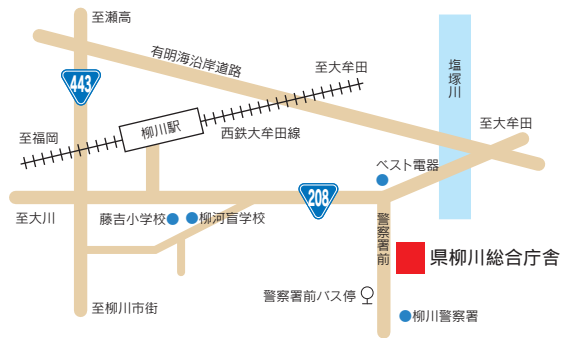 至瀬高
有明海沿岸道路
443
至大牟田
塩塚川
柳川駅
西鉄大牟田線
至福岡
至大牟田
ベスト電器
208
至大川
藤吉小学校
柳河盲学校
警察署前
県柳川総合庁舎
警察署前バス停
至柳川市街
柳川警察署